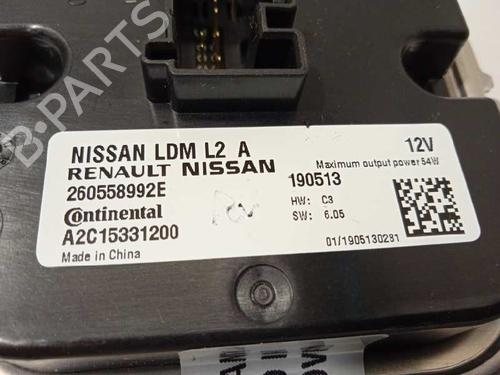 B-PARTS
NISSAN LDM L2 A
12V
RENAULT NISSAN
Maximum output power 54W
260558992E
190513
Continental
HW: C3
A2C15331200
SW: 6.05
Made in China
01/1905130281